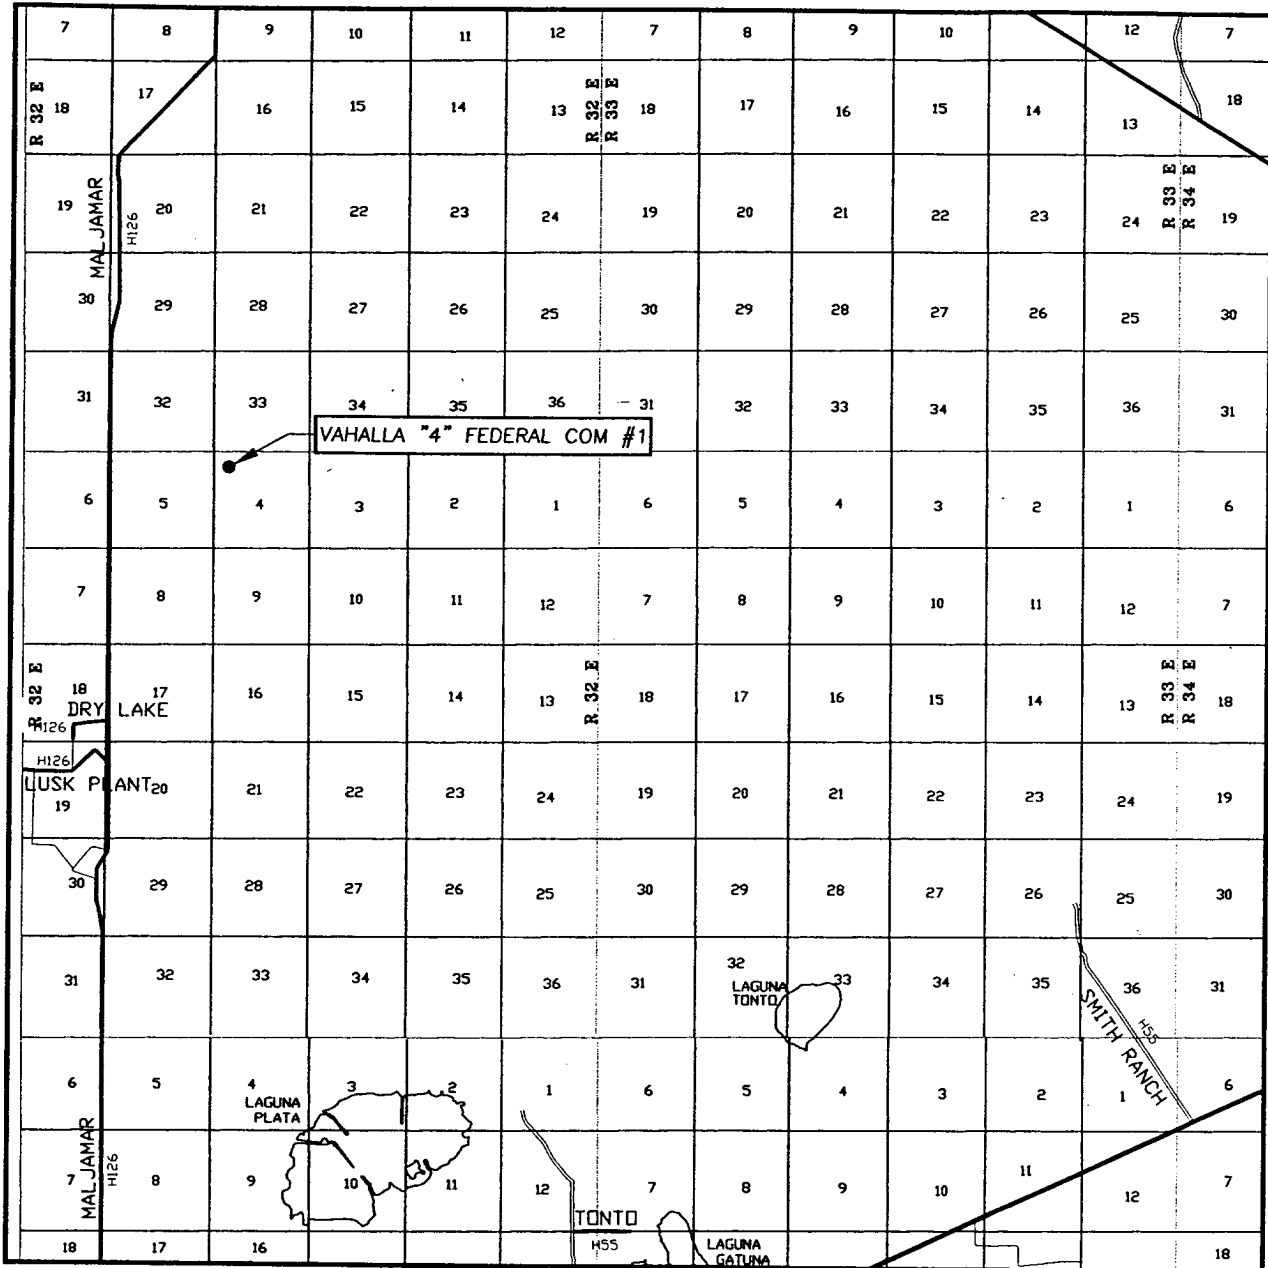 7 8 9 10 11 12 7 8 9 10 12 7
R 32 E
18 17 16 15 14 13
R 32 E
R 33 E
18 17 16 15 14 13 18
MALJAMAR
H126
19 20 21 22 23 24 19 20 21 22 23 24
R 33 E
R 34 E
19
30 29 28 27 26 25 30 29 28 27 26 25 30
31 32 33 34 35 36 31 32 33 34 35 36 31
VAHALLA "4" FEDERAL COM #1
6 5 4 3 2 1 6 5 4 3 2 1 6
7 8 9 10 11 12 7 8 9 10 11 12 7
R 32 E
18 17 16 15 14 13
R 32 E
18 17 16 15 14 13
R 33 E
R 34 E
18
DRY LAKE
H126
H126
LUSK PLANT
19 20 21 22 23 24 19 20 21 22 23 24 19
30 29 28 27 26 25 30 29 28 27 26 25 30
31 32 33 34 35 36 31 32 33 34 35 36 31
LAGUNA
TONTO
SMITH RANCH
H55
6 5 4 3 2 1 6 5 4 3 2 1 6
LAGUNA
PLATA
MALJAMAR
H126
7 8 9 10 11 12 7 8 9 10 11 12 7
TONTO
H55
LAGUNA
GATUNA
18 17 16 18